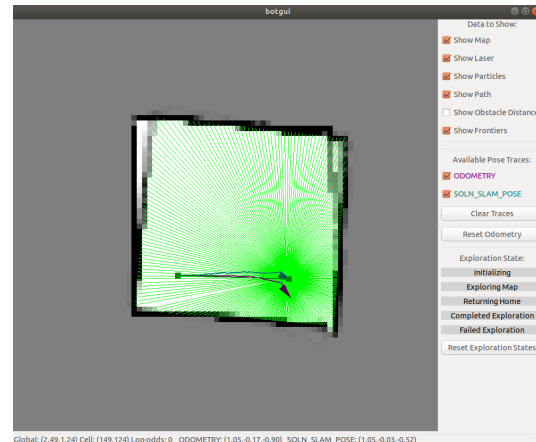 botgui
Data to Show:
Show Map
Show Laser
Show Particles
Show Path
Show Obstacle Distance
Show Frontiers
Available Pose Traces:
ODOMETRY
SOLN_SLAM_POSE
Clear Traces
Reset Odometry
Exploration State:
Initializing
Exploring Map
Returning Home
Completed Exploration
Failed Exploration
Reset Exploration States
Global: (2.49,1.24) Cell: (149,124) Log-odds: 0 ODOMETRY: (1.05,-0.17,-0.90) SOLN_SLAM_POSE: (1.05,-0.03,-0.52)